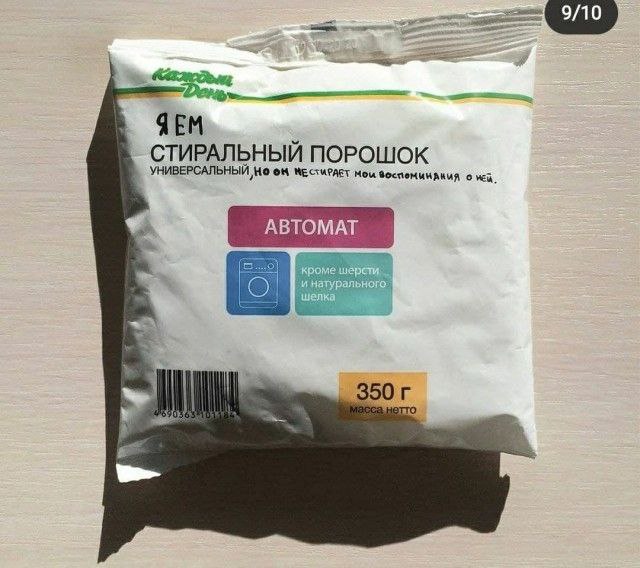 9/10
Каждый
День
Я ЕМ
СТИРАЛЬНЫЙ ПОРОШОК
УНИВЕРСАЛЬНЫЙ, НО ОН НЕ СТИРАЕТ МОИ ВОСПОМИНАНИЯ О НЕЙ.
АВТОМАТ
кроме шерсти
и натурального
шелка
350 г
масса нетто
4690363101184